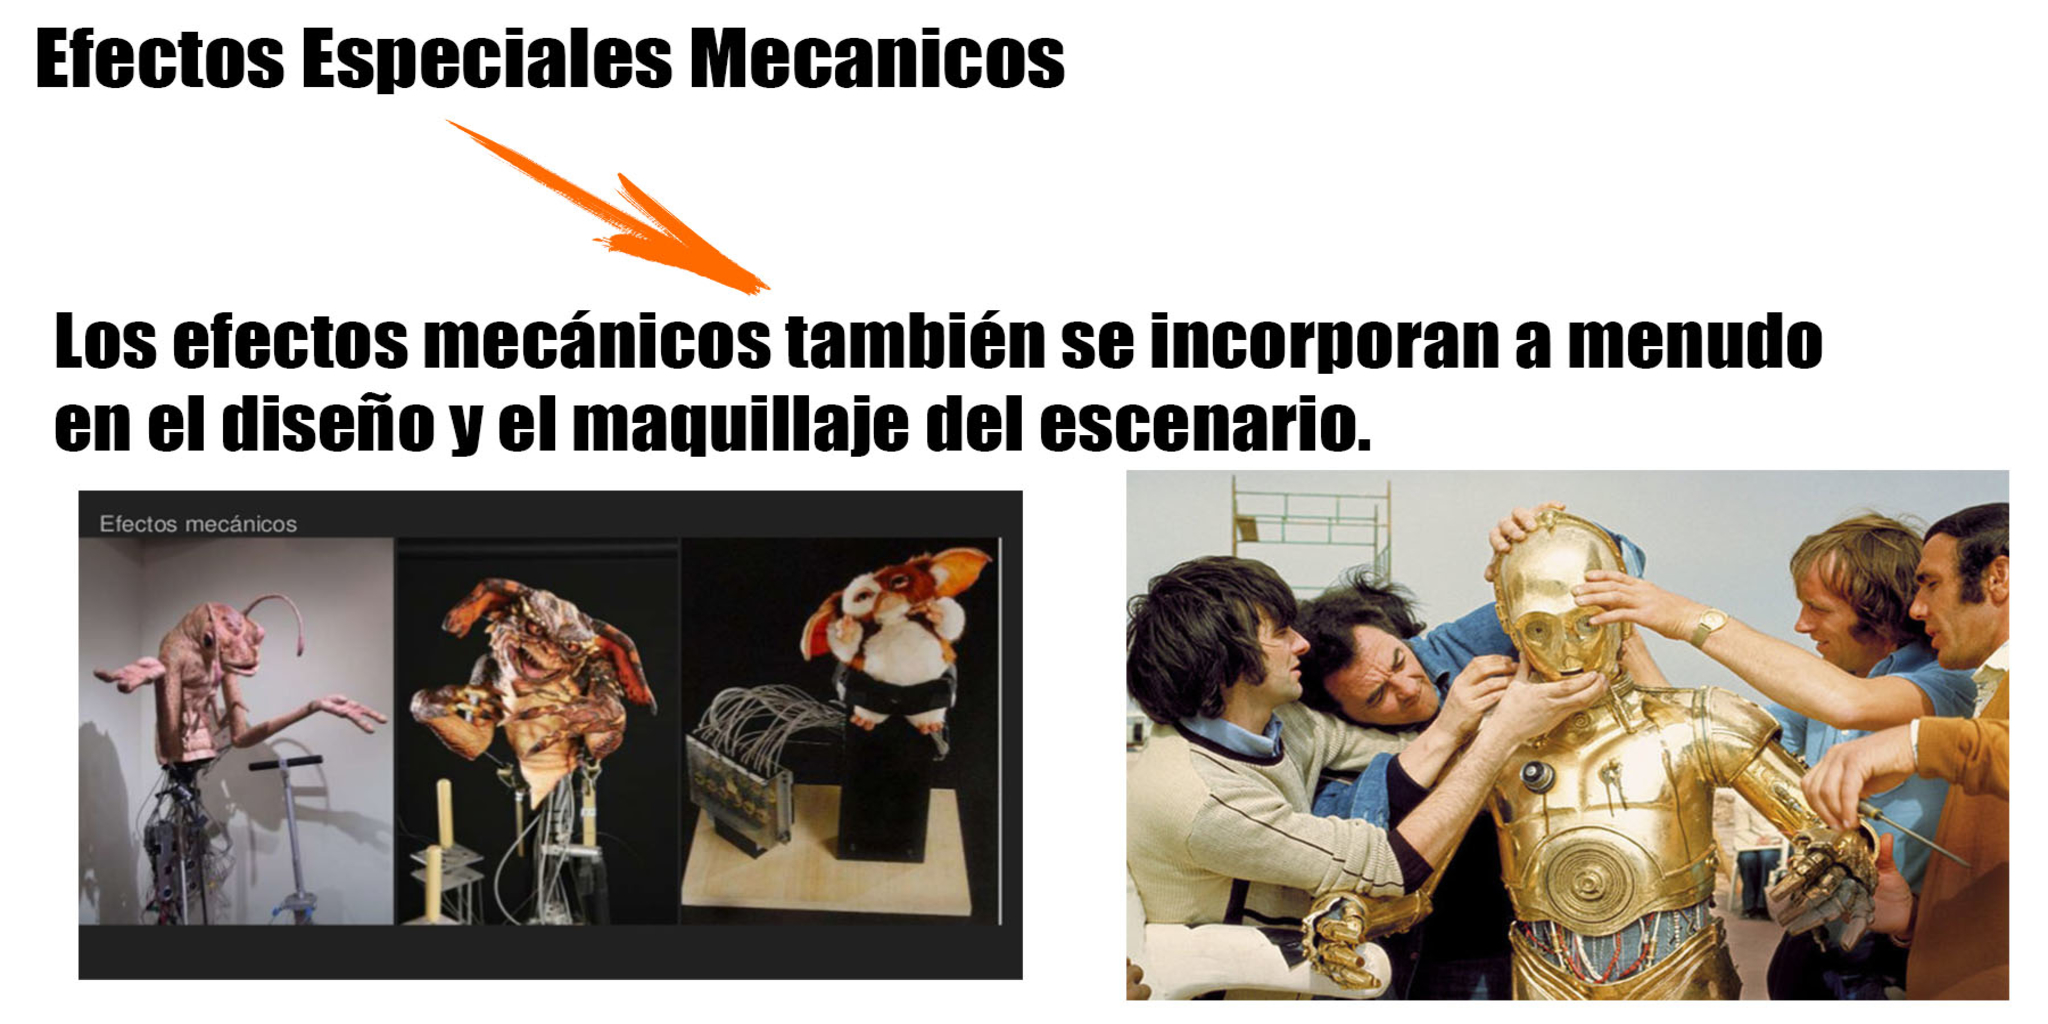 Efectos Especiales Mecanicos
Los efectos mecánicos también se incorporan a menudo
en el diseño y el maquillaje del escenario.
Efectos mecánicos